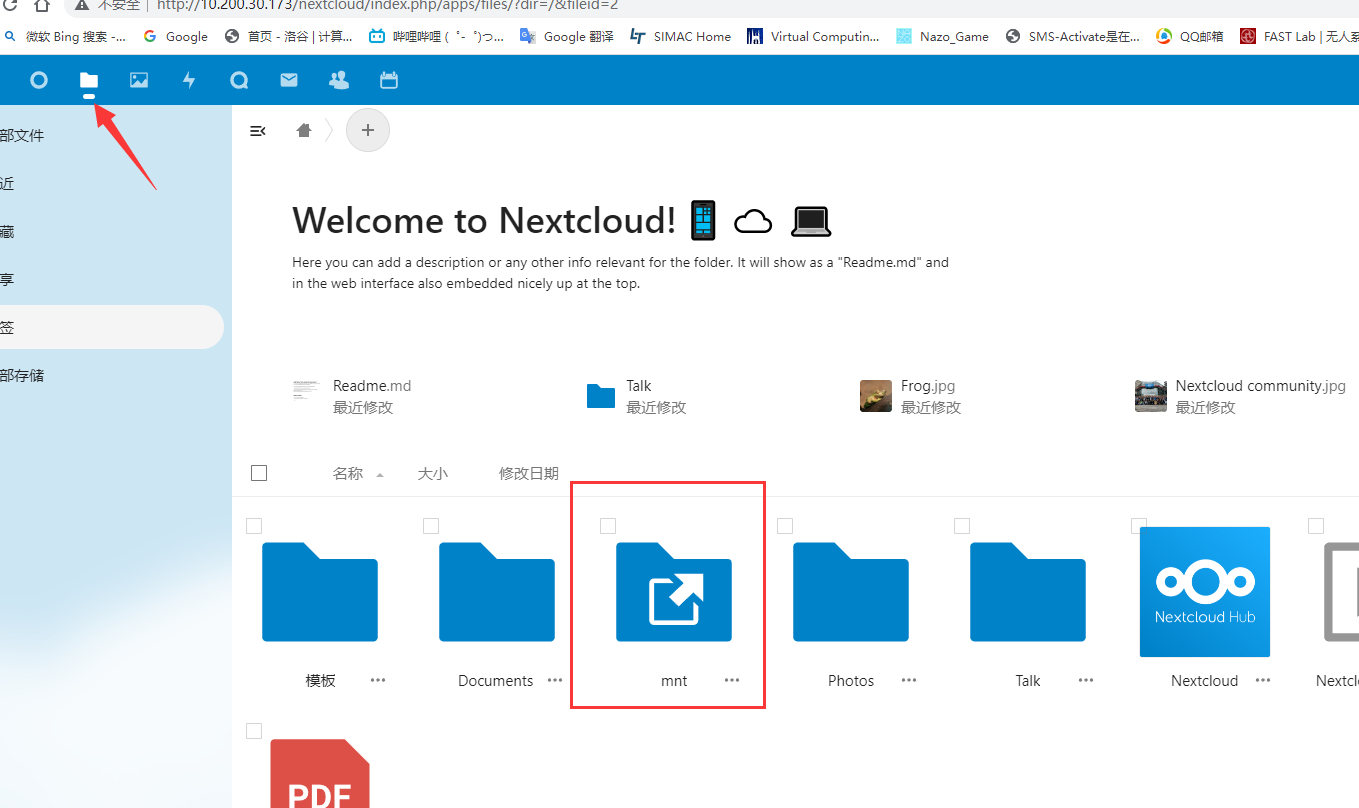 不安全 | http://10.200.30.173/nextcloud/index.php/apps/files/?dir=/&fileid=2
微软 Bing 搜索 -... Google 首页 - 洛谷 | 计算... 哔哩哔哩 ( ゜- ゜)つ... Google 翻译 SIMAC Home Virtual Computin... Nazo_Game SMS-Activate是在... QQ邮箱 FAST Lab | 无人系
部文件
近
藏
享
签
部存储
Welcome to Nextcloud!
Here you can add a description or any other info relevant for the folder. It will show as a "Readme.md" and
in the web interface also embedded nicely up at the top.
Readme.md Talk Frog.jpg Nextcloud community.jpg
最近修改 最近修改 最近修改 最近修改
名称 大小 修改日期
Nextcloud Hub
模板 Documents mnt Photos Talk Nextcloud Nextcl
PDF